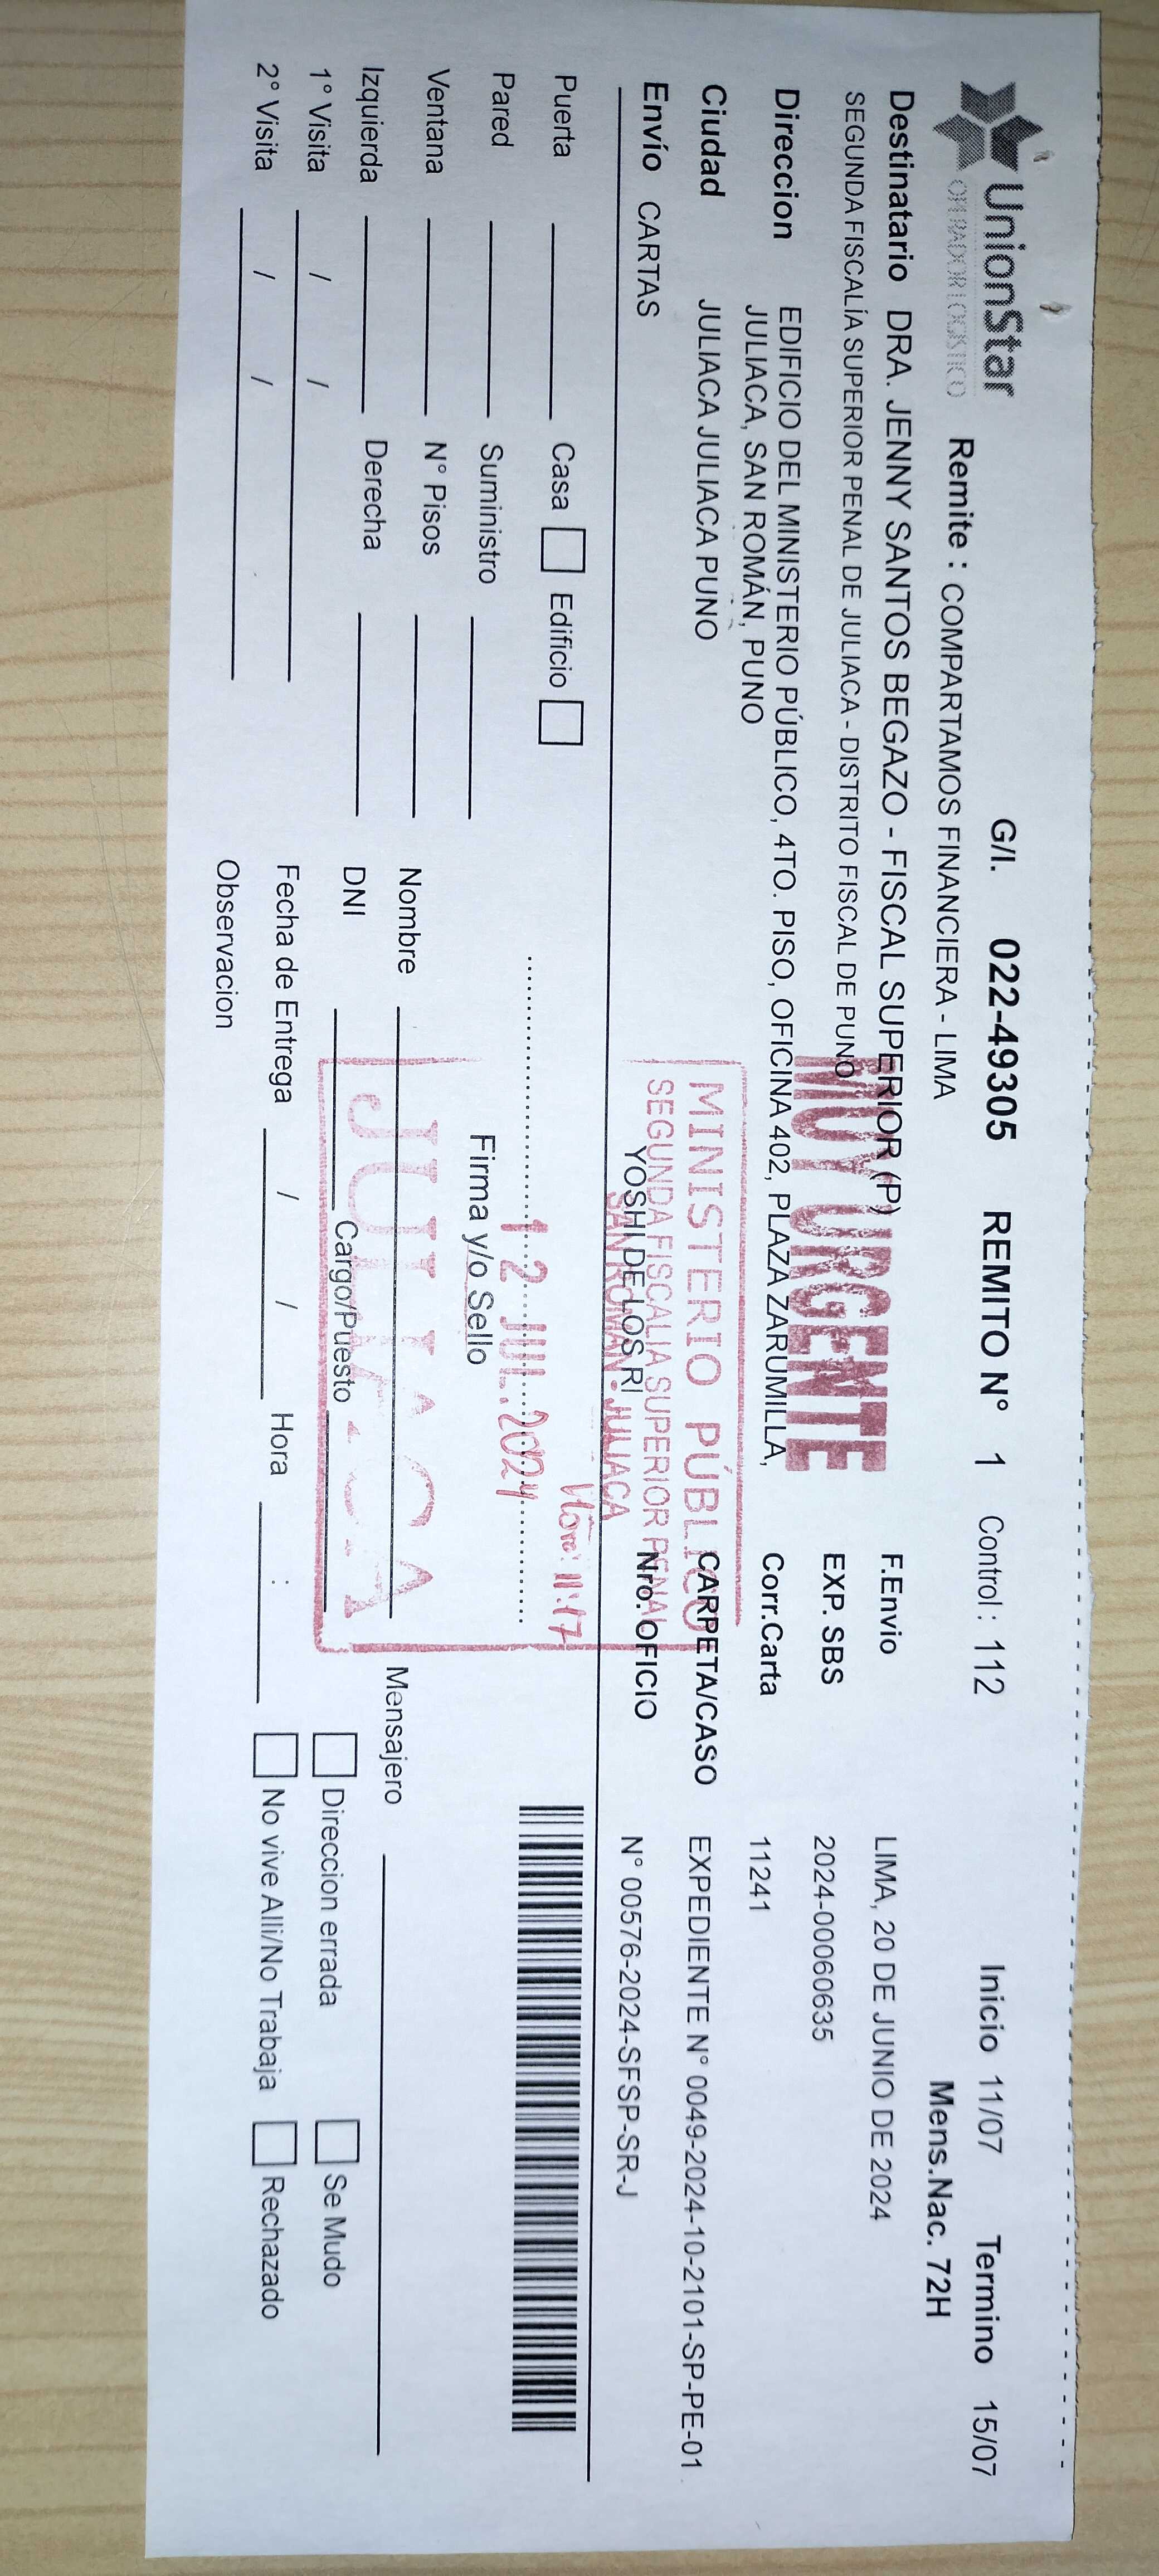 UnionStar
OPERADOR LOGISTICO
G/I. 022-49305 REMITO N° 1 Control : 112 Inicio 11/07 Termino 15/07
Remite : COMPARTAMOS FINANCIERA - LIMA Mens.Nac. 72H
Destinatario DRA. JENNY SANTOS BEGAZO - FISCAL SUPERIOR (P) F.Envio LIMA, 20 DE JUNIO DE 2024
SEGUNDA FISCALÍA SUPERIOR PENAL DE JULIACA - DISTRITO FISCAL DE PUNO EXP. SBS 2024-00060635
MUY URGENTE
Direccion EDIFICIO DEL MINISTERIO PÚBLICO, 4TO. PISO, OFICINA 402, PLAZA ZARUMILLA, Corr.Carta 11241
JULIACA, SAN ROMÁN, PUNO
Ciudad JULIACA JULIACA PUNO CARPETA/CASO EXPEDIENTE N° 0049-2024-10-2101-SP-PE-01
Envío CARTAS YOSHI DE LOS RI Nro. OFICIO N° 00576-2024-SFSP-SR-J
MINISTERIO PÚBLICO
SEGUNDA FISCALIA SUPERIOR PENAL
SAN ROMAN - JULIACA
11:17
12 JUL. 2024
JULIACA
Puerta Casa Edificio
Pared Suministro Firma y/o Sello
Ventana N° Pisos Nombre Mensajero
Izquierda Derecha DNI Cargo/Puesto Direccion errada Se Mudo
1° Visita / / Fecha de Entrega / / Hora : No vive Alli/No Trabaja Rechazado
2° Visita / / Observacion